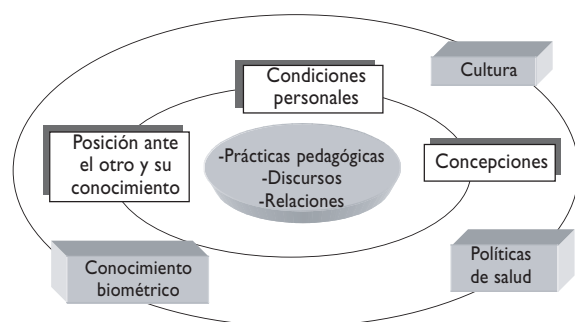 Cultura
Condiciones
personales
Posición ante
el otro y su
conocimiento
-Prácticas pedagógicas
-Discursos
-Relaciones
Concepciones
Conocimiento
biométrico
Políticas
de salud